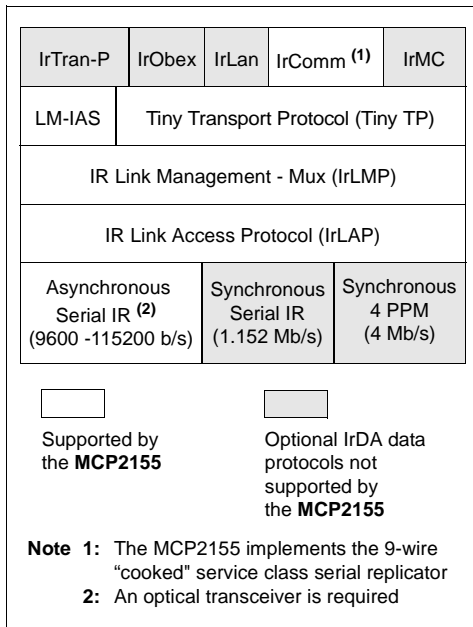 IrTran-P IrObex IrLan IrComm (1) IrMC
LM-IAS Tiny Transport Protocol (Tiny TP)
IR Link Management - Mux (IrLMP)
IR Link Access Protocol (IrLAP)
Asynchronous
Serial IR (2)
(9600 -115200 b/s)
Synchronous
Serial IR
(1.152 Mb/s)
Synchronous
4 PPM
(4 Mb/s)
Supported by
the MCP2155
Optional IrDA data
protocols not
supported by
the MCP2155
Note 1: The MCP2155 implements the 9-wire
“cooked" service class serial replicator
2: An optical transceiver is required